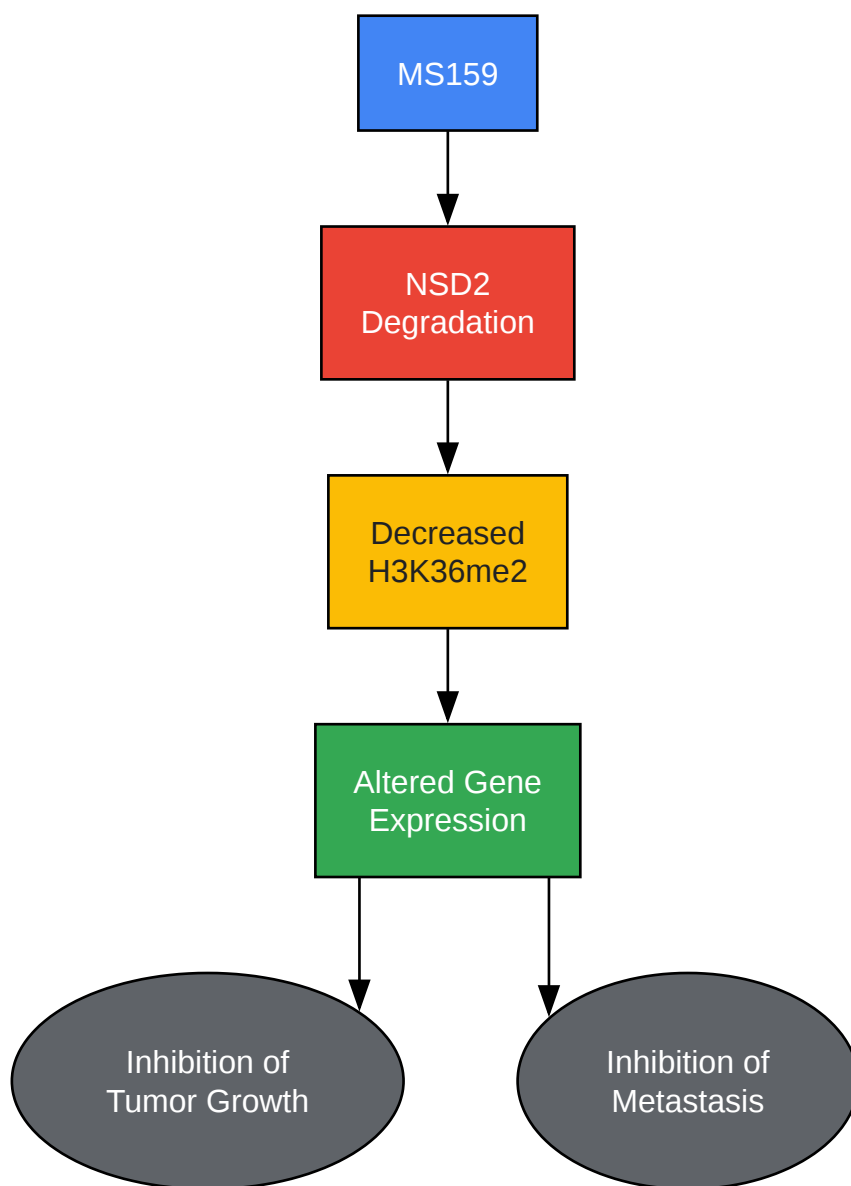 MS159
NSD2
Degradation
Decreased
H3K36me2
Altered Gene
Expression
Inhibition of
Tumor Growth
Inhibition of
Metastasis